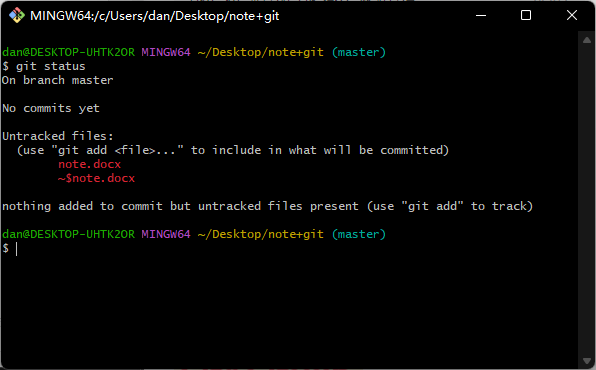 MINGW64:/c/Users/dan/Desktop/note+git
dan@DESKTOP-UHTK2OR MINGW64 ~/Desktop/note+git (master)
$ git status
On branch master
No commits yet
Untracked files:
(use "git add <file>..." to include in what will be committed)
note.docx
~$note.docx
nothing added to commit but untracked files present (use "git add" to track)
dan@DESKTOP-UHTK2OR MINGW64 ~/Desktop/note+git (master)
$